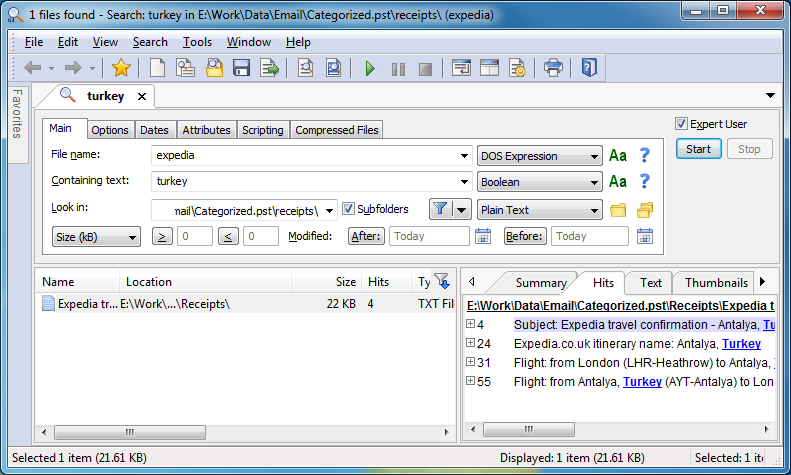 1 files found - Search: turkey in E:\Work\Data\Email\Categorized.pst\receipts\ (expedia)
File Edit View Search Tools Window Help
Favorites
turkey
Main Options Dates Attributes Scripting Compressed Files
Expert User
File name: expedia DOS Expression Aa ?
Start Stop
Containing text: turkey Boolean Aa ?
Look in: mail\Categorized.pst\receipts\ Subfolders Plain Text
Size (kB) ≥ 0 ≤ 0 Modified: After: Today Before: Today
Name Location Size Hits Ty
Expedia tr... E:\Work\...\Receipts\ 22 KB 4 TXT Fil
Summary Hits Text Thumbnails
E:\Work\Data\Email\Categorized.pst\Receipts\Expedia t
4 Subject: Expedia travel confirmation - Antalya, Tu
24 Expedia.co.uk itinerary name: Antalya, Turkey
31 Flight: from London (LHR-Heathrow) to Antalya,
55 Flight: from Antalya, Turkey (AYT-Antalya) to Lon
Selected 1 item (21.61 KB) Displayed: 1 item (21.61 KB) Selected: 1 it